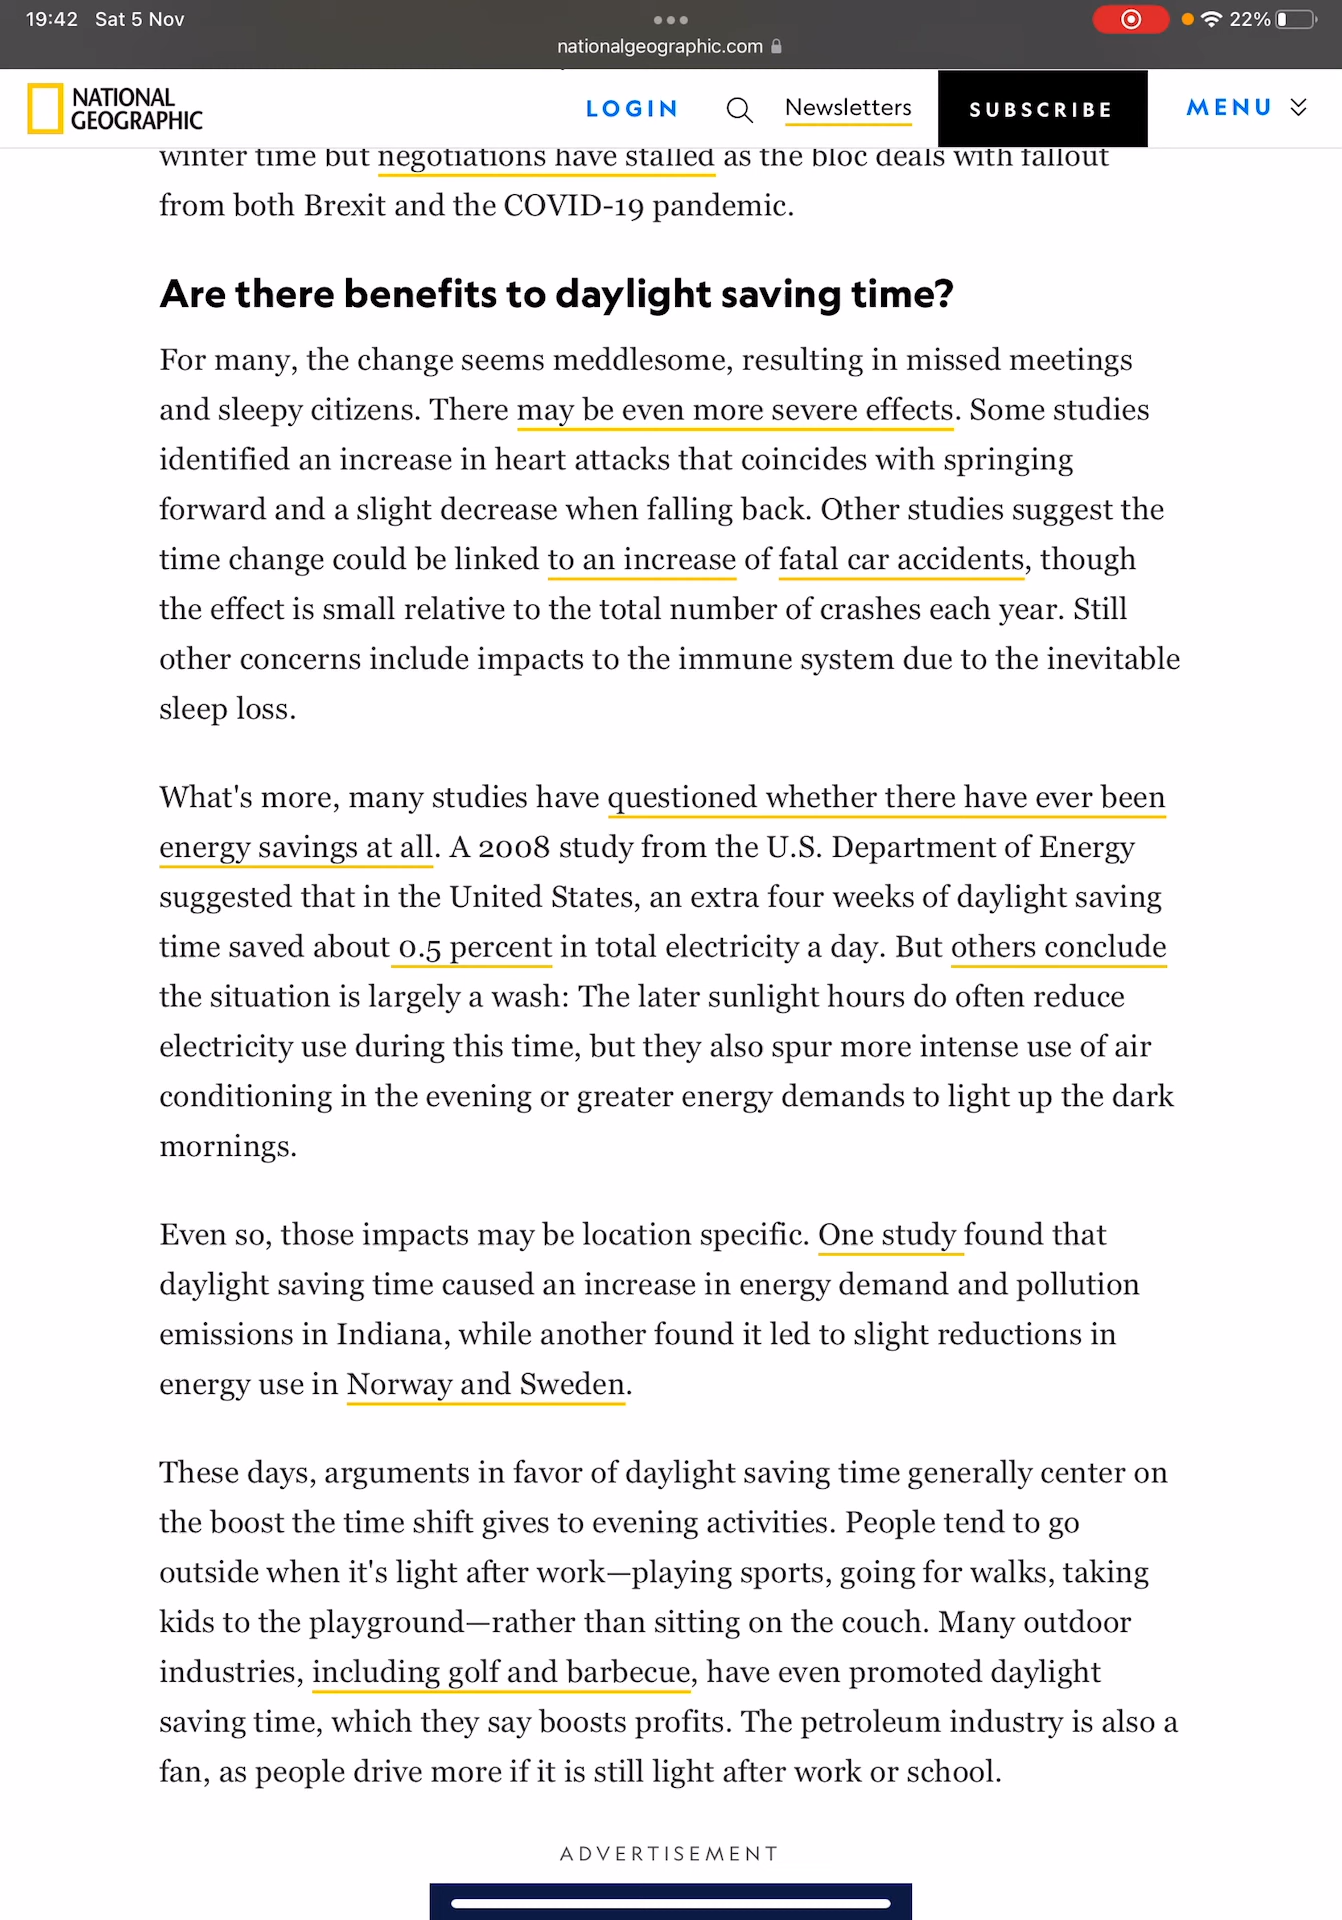 19:42 Sat 5 Nov
22%
nationalgeographic.com
NATIONAL
GEOGRAPHIC
LOGIN
Newsletters
SUBSCRIBE
MENU
winter time but negotiations have stalled as the bloc deals with fallout
from both Brexit and the COVID-19 pandemic.
Are there benefits to daylight saving time?
For many, the change seems meddlesome, resulting in missed meetings
and sleepy citizens. There may be even more severe effects. Some studies
identified an increase in heart attacks that coincides with springing
forward and a slight decrease when falling back. Other studies suggest the
time change could be linked to an increase of fatal car accidents, though
the effect is small relative to the total number of crashes each year. Still
other concerns include impacts to the immune system due to the inevitable
sleep loss.
What's more, many studies have questioned whether there have ever been
energy savings at all. A 2008 study from the U.S. Department of Energy
suggested that in the United States, an extra four weeks of daylight saving
time saved about 0.5 percent in total electricity a day. But others conclude
the situation is largely a wash: The later sunlight hours do often reduce
electricity use during this time, but they also spur more intense use of air
conditioning in the evening or greater energy demands to light up the dark
mornings.
Even so, those impacts may be location specific. One study found that
daylight saving time caused an increase in energy demand and pollution
emissions in Indiana, while another found it led to slight reductions in
energy use in Norway and Sweden.
These days, arguments in favor of daylight saving time generally center on
the boost the time shift gives to evening activities. People tend to go
outside when it's light after work—playing sports, going for walks, taking
kids to the playground—rather than sitting on the couch. Many outdoor
industries, including golf and barbecue, have even promoted daylight
saving time, which they say boosts profits. The petroleum industry is also a
fan, as people drive more if it is still light after work or school.
ADVERTISEMENT